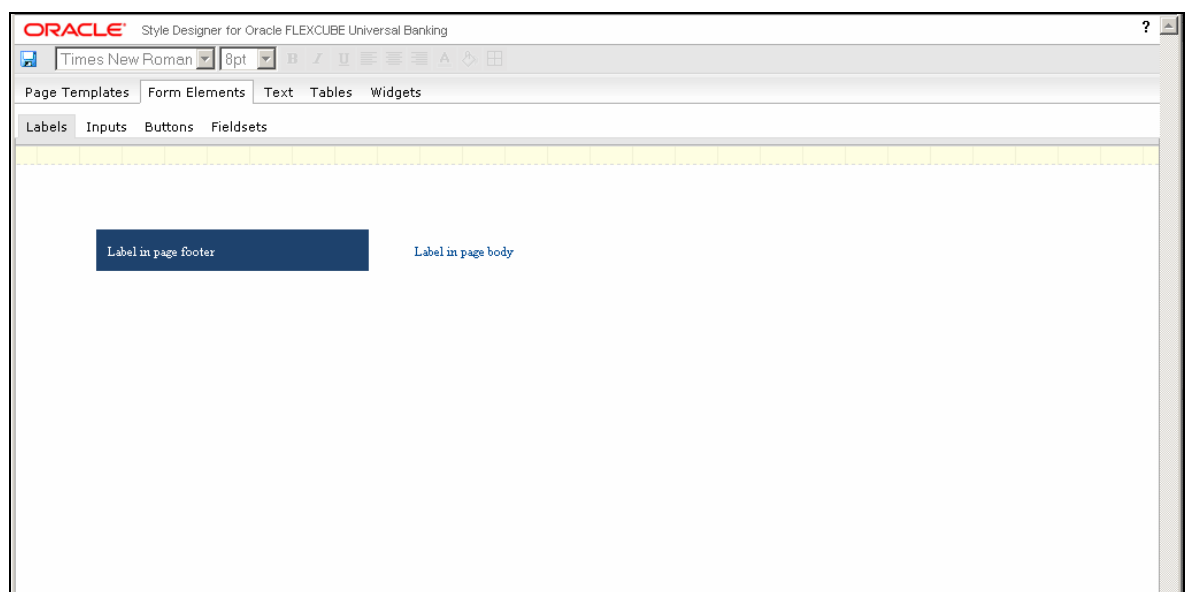 ORACLE Style Designer for Oracle FLEXCUBE Universal Banking ?
Times New Roman 8pt B I U A
Page Templates Form Elements Text Tables Widgets
Labels Inputs Buttons Fieldsets
Label in page footer Label in page body